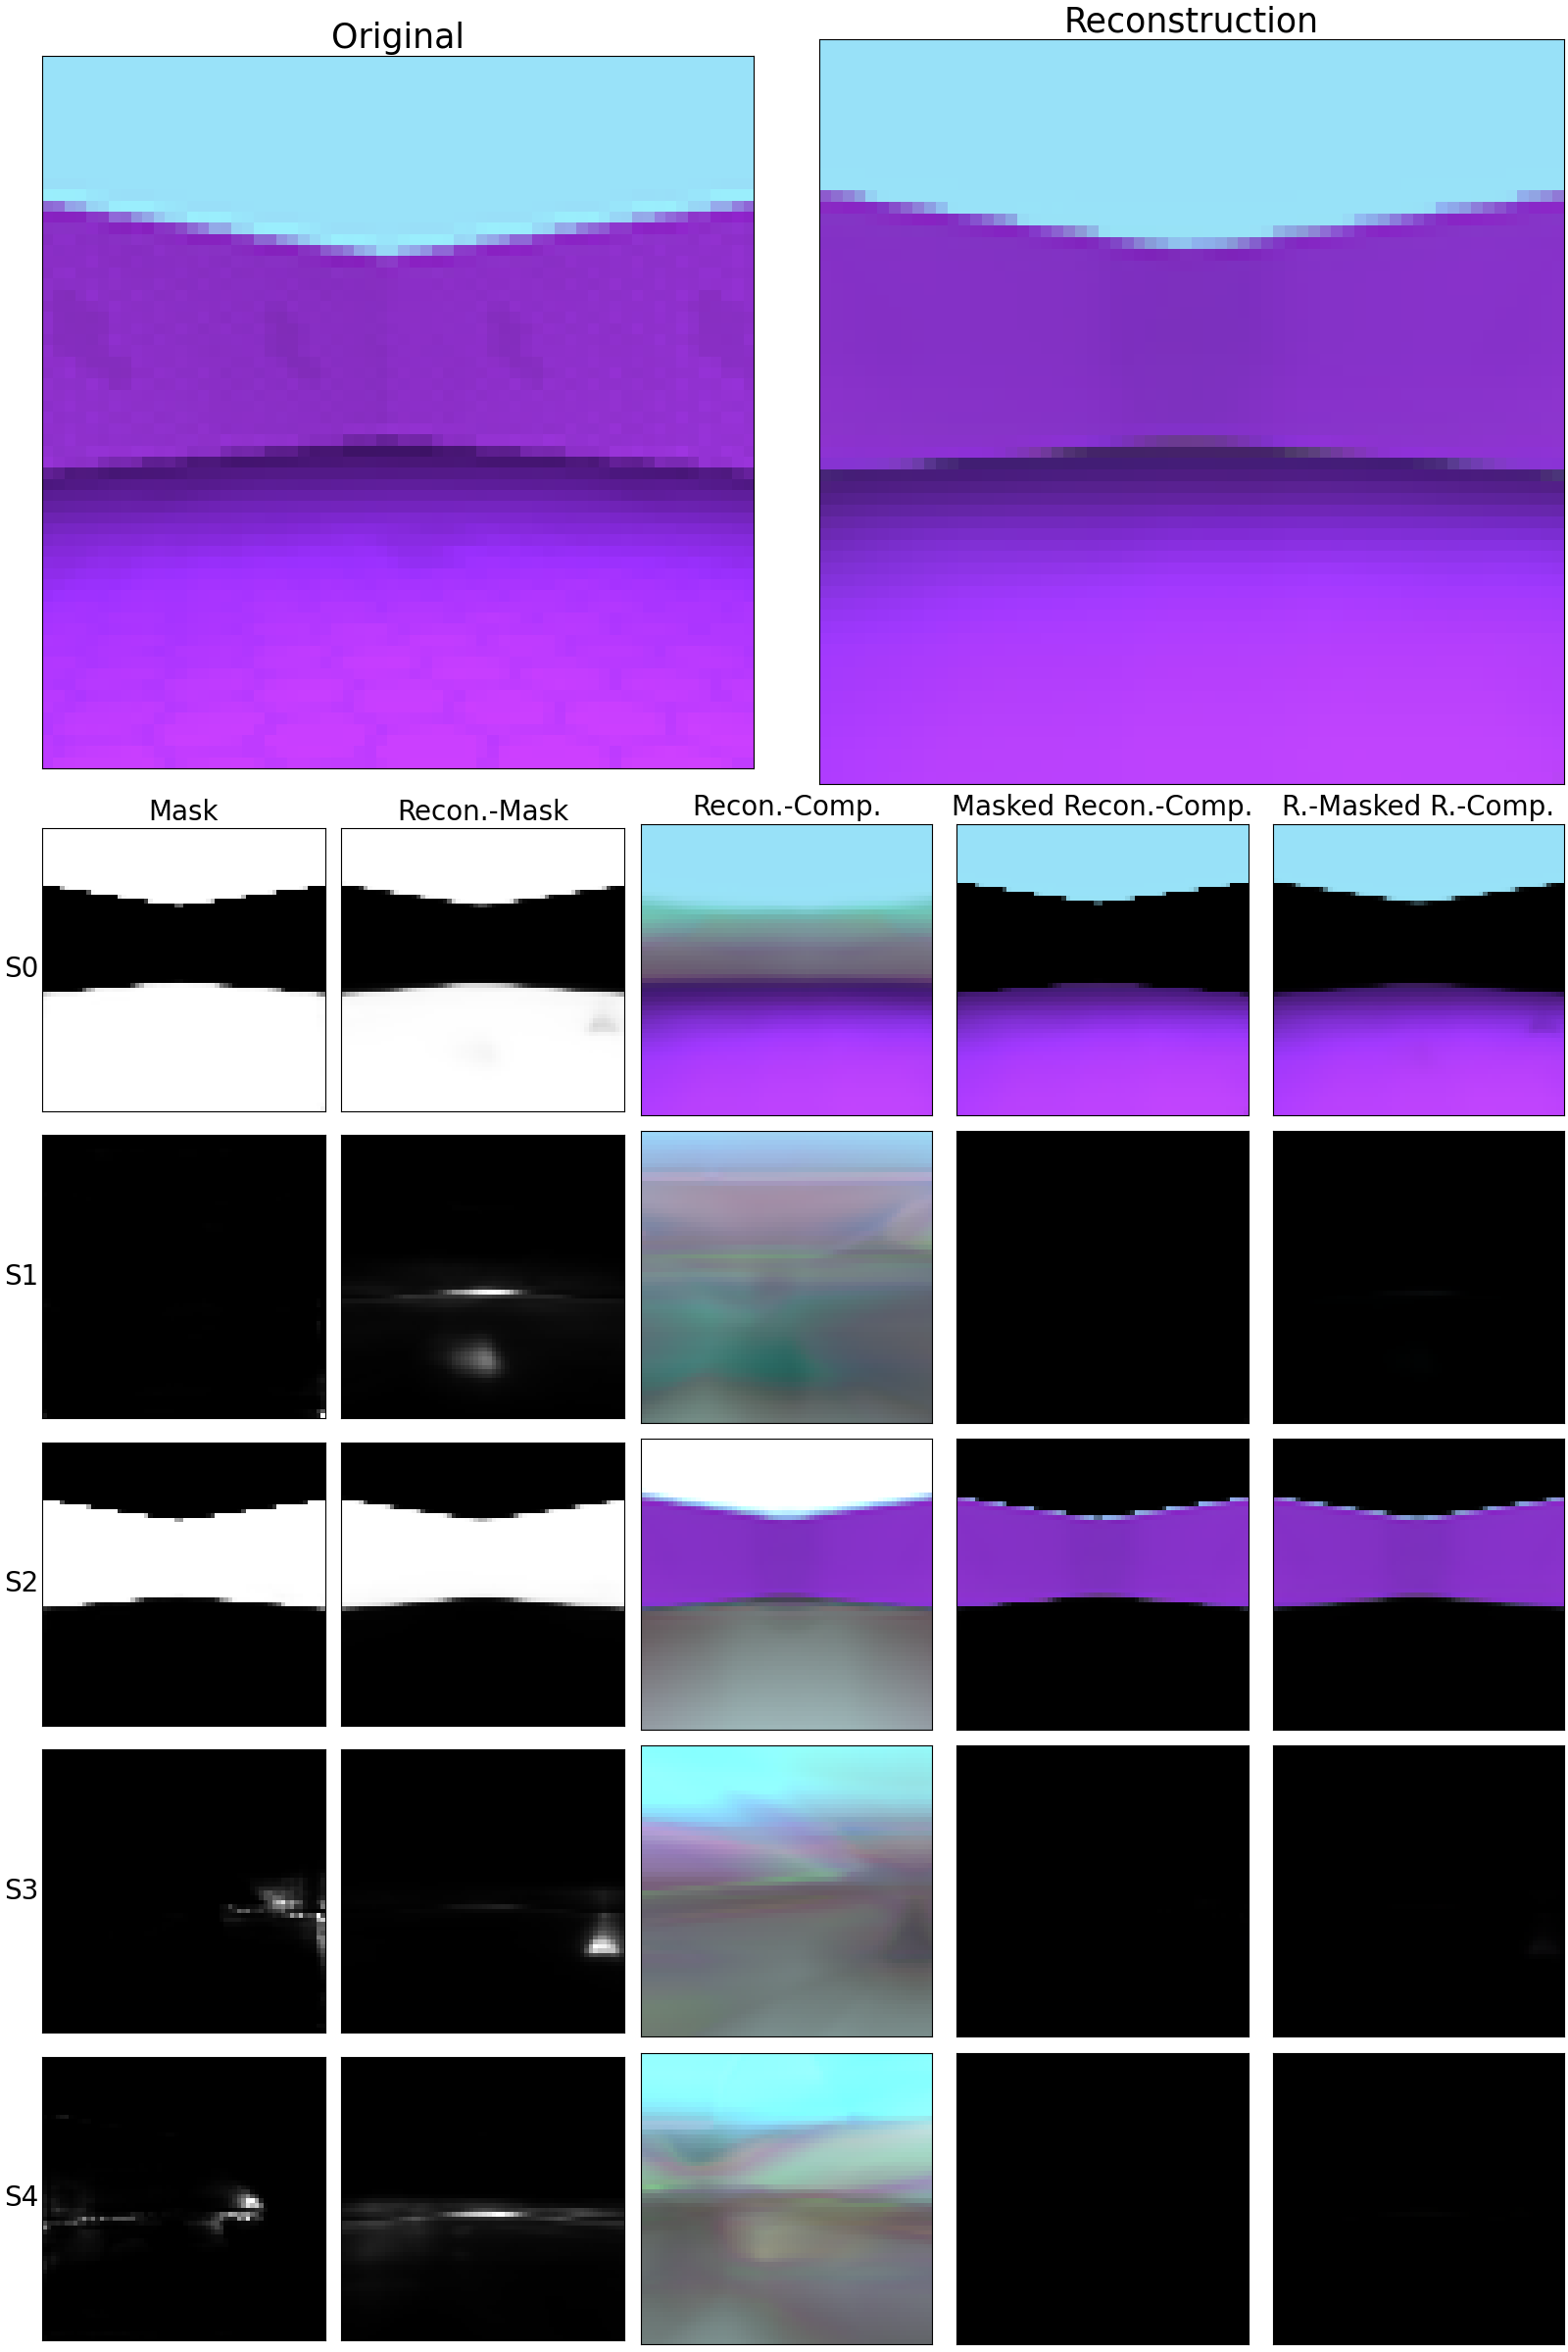 Original
Reconstruction
Mask
Recon.-Mask
Recon.-Comp.
Masked Recon.-Comp.
R.-Masked R.-Comp.
S0
S1
S2
S3
S4